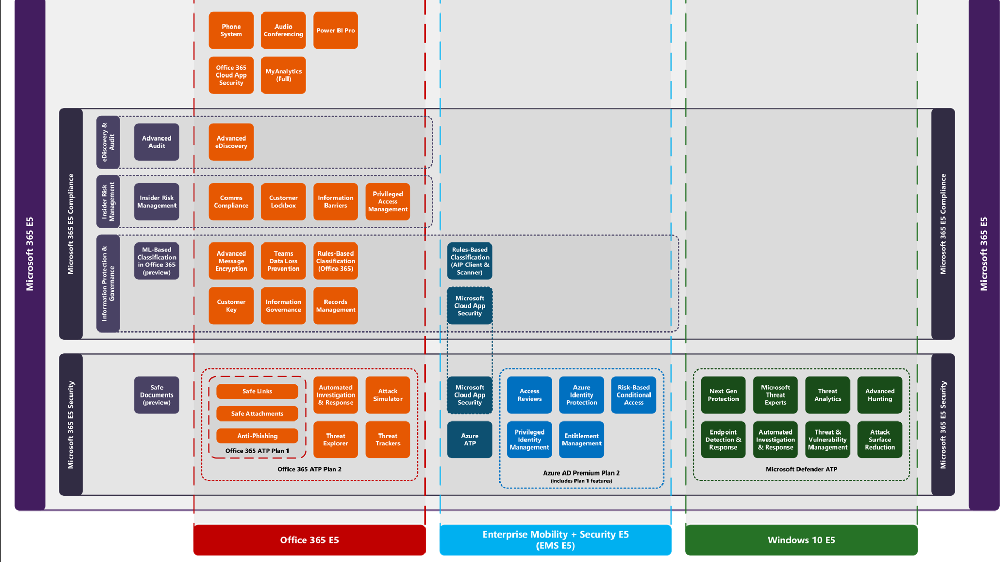 Phone
System
Audio
Conferencing
Power BI Pro
Office 365
Cloud App
Security
MyAnalytics
(Full)
Microsoft 365 E5
Microsoft 365 E5 Compliance
eDiscovery &
Audit
Advanced
Audit
Advanced
eDiscovery
Insider Risk
Management
Insider Risk
Management
Comms
Compliance
Customer
Lockbox
Information
Barriers
Privileged
Access
Management
Information Protection &
Governance
ML-Based
Classification
in Office 365
(preview)
Advanced
Message
Encryption
Teams
Data Loss
Prevention
Rules-Based
Classification
(Office 365)
Rules-Based
Classification
(AIP Client &
Scanner)
Customer
Key
Information
Governance
Records
Management
Microsoft
Cloud App
Security
Microsoft 365 E5 Compliance
Microsoft 365 E5
Microsoft 365 E5 Security
Safe
Documents
(preview)
Safe Links
Safe Attachments
Anti-Phishing
Office 365 ATP Plan 1
Automated
Investigation
& Response
Attack
Simulator
Threat
Explorer
Threat
Trackers
Office 365 ATP Plan 2
Microsoft
Cloud App
Security
Azure
ATP
Access
Reviews
Azure
Identity
Protection
Risk-Based
Conditional
Access
Privileged
Identity
Management
Entitlement
Management
Azure AD Premium Plan 2
(includes Plan 1 features)
Next Gen
Protection
Microsoft
Threat
Experts
Threat
Analytics
Advanced
Hunting
Endpoint
Detection &
Response
Automated
Investigation
& Response
Threat &
Vulnerability
Management
Attack
Surface
Reduction
Microsoft Defender ATP
Microsoft 365 E5 Security
Office 365 E5
Enterprise Mobility + Security E5
(EMS E5)
Windows 10 E5